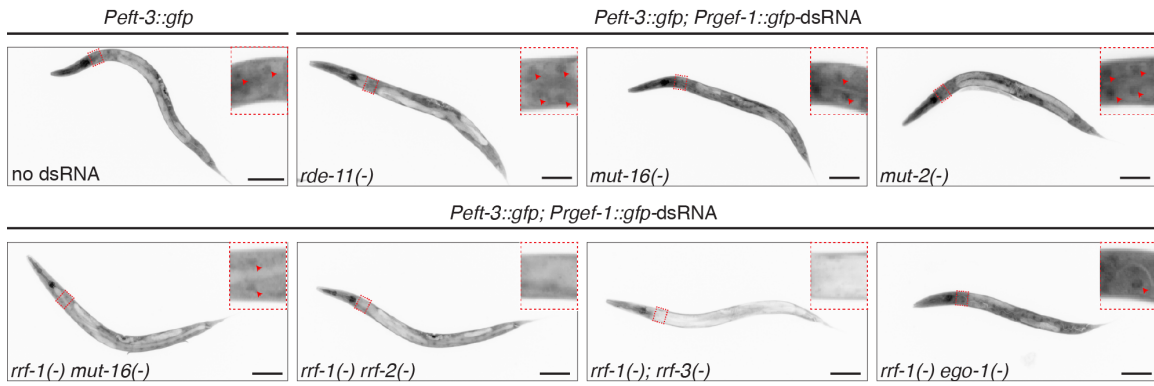 Peft-3::gfp
Peft-3::gfp; Prgef-1::gfp-dsRNA
no dsRNA
rde-11(-)
mut-16(-)
mut-2(-)
Peft-3::gfp; Prgef-1::gfp-dsRNA
rrf-1(-) mut-16(-)
rrf-1(-) rrf-2(-)
rrf-1(-); rrf-3(-)
rrf-1(-) ego-1(-)